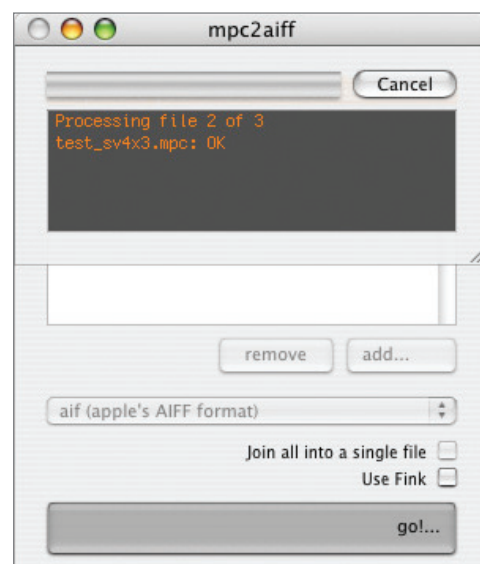 mpc2aiff
Cancel
Processing file 2 of 3
test_sv4x3.mpc: OK
remove add...
aif (apple's AIFF format)
Join all into a single file
Use Fink
go!...